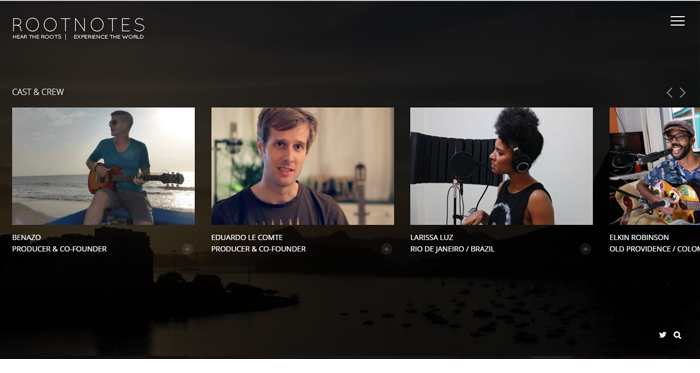 ROOTNOTES
HEAR THE ROOTS | EXPERIENCE THE WORLD
CAST & CREW
BENAZO
PRODUCER & CO-FOUNDER
EDUARDO LE COMTE
PRODUCER & CO-FOUNDER
LARISSA LUZ
RIO DE JANEIRO / BRAZIL
ELKIN ROBINSON
OLD PROVIDENCE / COLOM